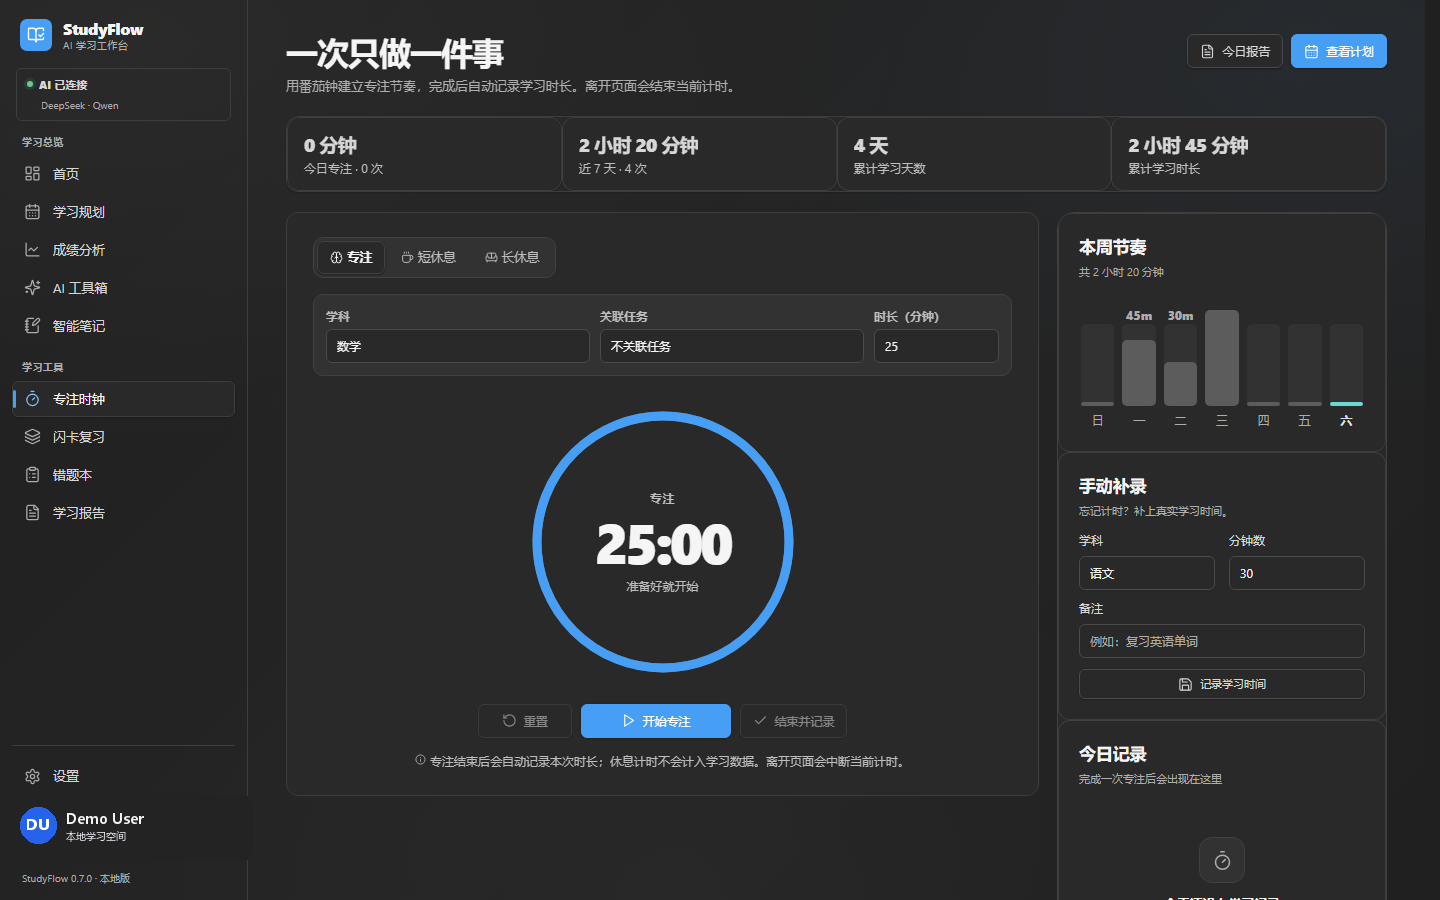 StudyFlow
AI 学习工作台
AI 已连接
DeepSeek · Qwen
学习总览
首页
学习规划
成绩分析
AI 工具箱
智能笔记
学习工具
专注时钟
闪卡复习
错题本
学习报告
设置
DU
Demo User
本地学习空间
StudyFlow 0.7.0 · 本地版
一次只做一件事
用番茄钟建立专注节奏，完成后自动记录学习时长。离开页面会结束当前计时。
今日报告
查看计划
0 分钟
今日专注 · 0 次
2 小时 20 分钟
近 7 天 · 4 次
4 天
累计学习天数
2 小时 45 分钟
累计学习时长
专注
短休息
长休息
学科
数学
关联任务
不关联任务
时长（分钟）
25
专注
25:00
准备好就开始
重置
开始专注
结束并记录
专注结束后会自动记录本次时长；休息计时不会计入学习数据。离开页面会中断当前计时。
本周节奏
共 2 小时 20 分钟
45m
30m
日 一 二 三 四 五 六
手动补录
忘记计时？补上真实学习时间。
学科
语文
分钟数
30
备注
例如：复习英语单词
记录学习时间
今日记录
完成一次专注后会出现在这里